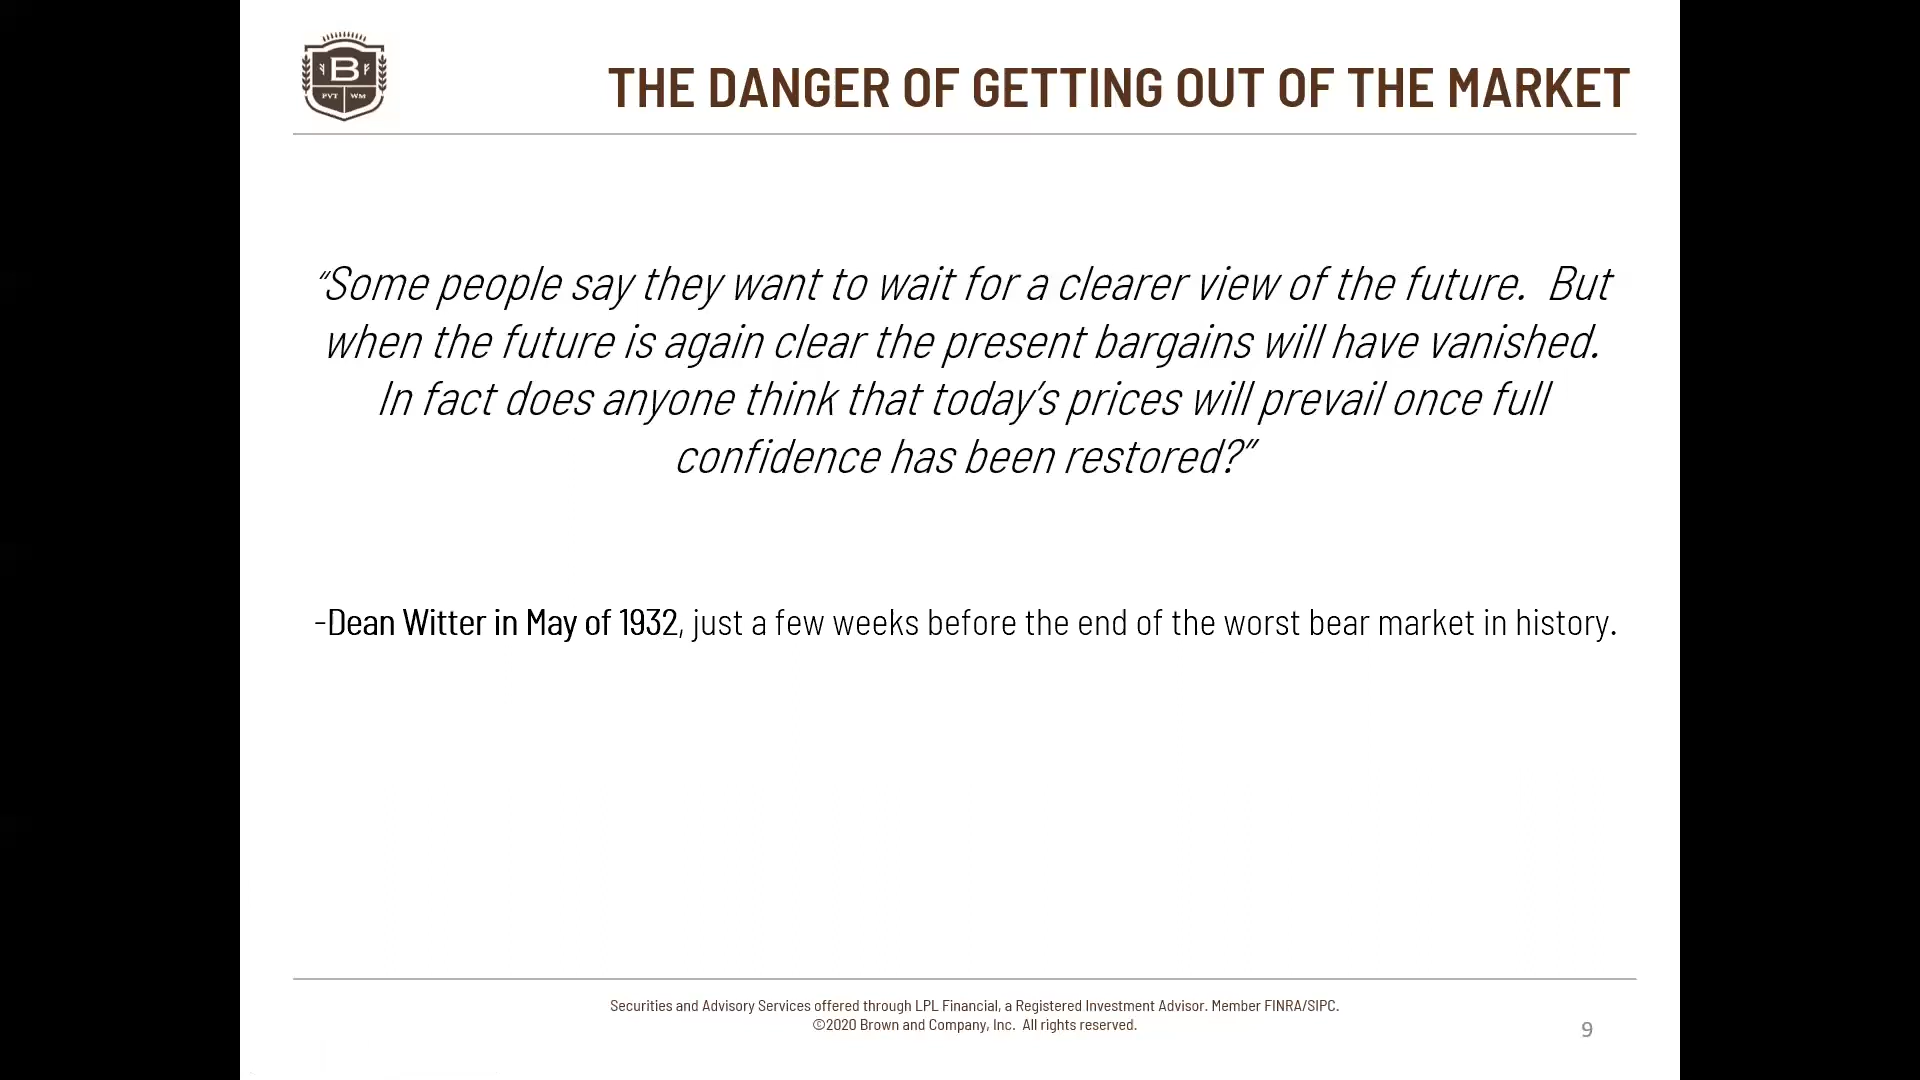 B
PVT WM
THE DANGER OF GETTING OUT OF THE MARKET
“Some people say they want to wait for a clearer view of the future.  But
when the future is again clear the present bargains will have vanished.
In fact does anyone think that today’s prices will prevail once full
confidence has been restored?”
-Dean Witter in May of 1932, just a few weeks before the end of the worst bear market in history.
Securities and Advisory Services offered through LPL Financial, a Registered Investment Advisor. Member FINRA/SIPC.
©2020 Brown and Company, Inc.  All rights reserved.
9